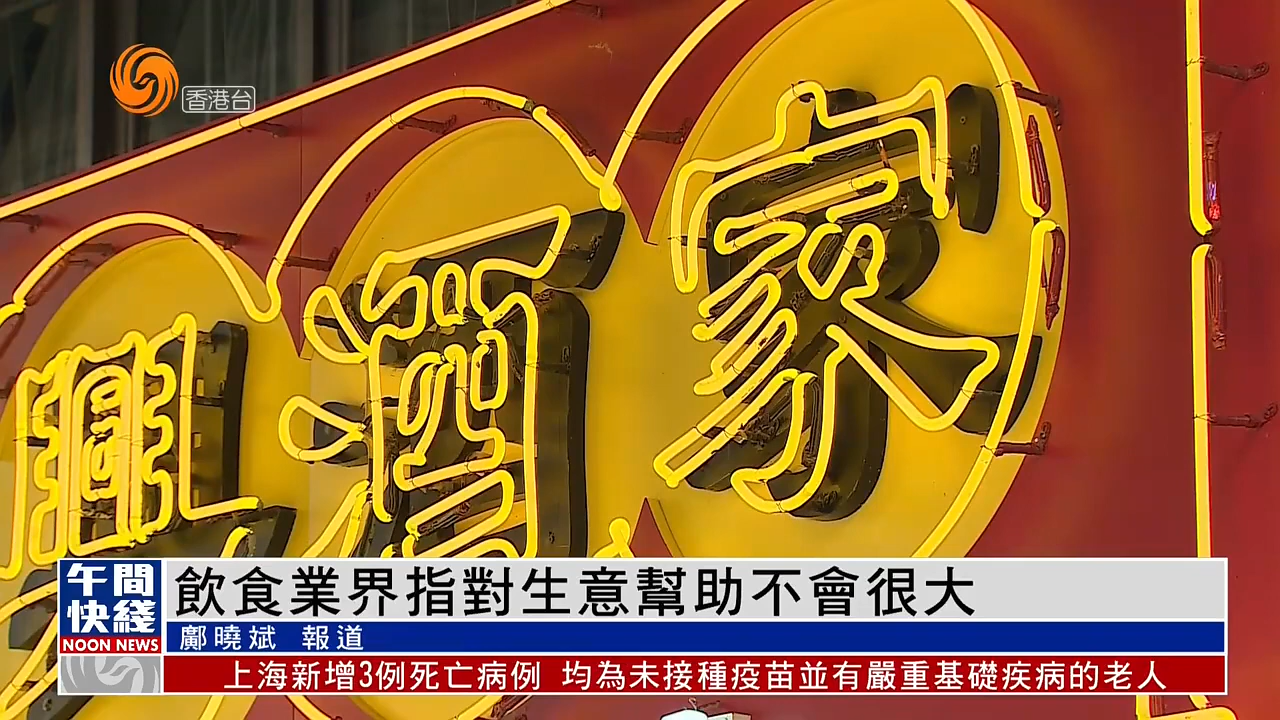 香港台
興酒家
午間
快綫
NOON NEWS
飲食業界指對生意幫助不會很大
鄺曉斌 報道
上海新增3例死亡病例 均為未接種疫苗並有嚴重基礎疾病的老人